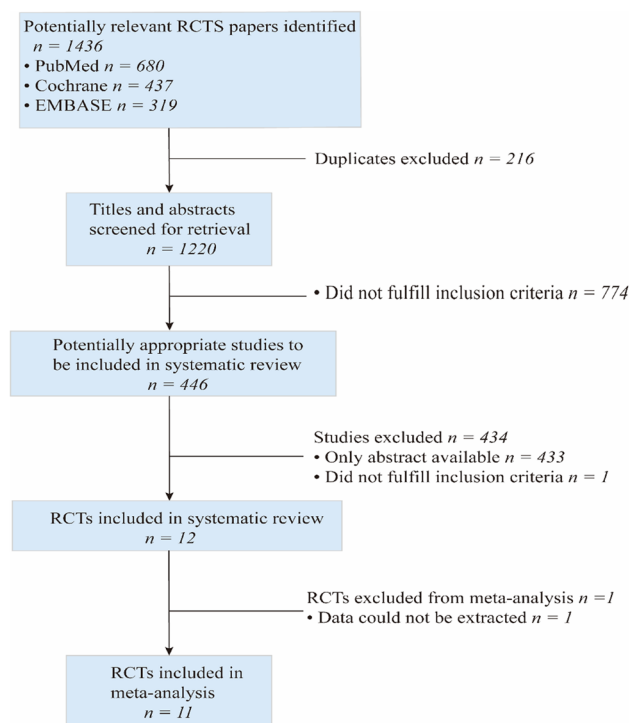 Potentially relevant RCTS papers identified
n = 1436
• PubMed = 680
• Cochrane = 437
• EMBASE = 319
Duplicates excluded n = 216
Titles and abstracts
screened for retrieval
n = 1220
• Did not fulfill inclusion criteria n = 774
Potentially appropriate studies to
be included in systematic review
n = 446
Studies excluded n = 434
• Only abstract available n = 433
• Did not fulfill inclusion criteria n = 1
RCTs included in systematic review
n = 12
RCTs excluded from meta-analysis n =1
• Data could not be extracted n = 1
RCTs included in
meta-analysis
n = 11